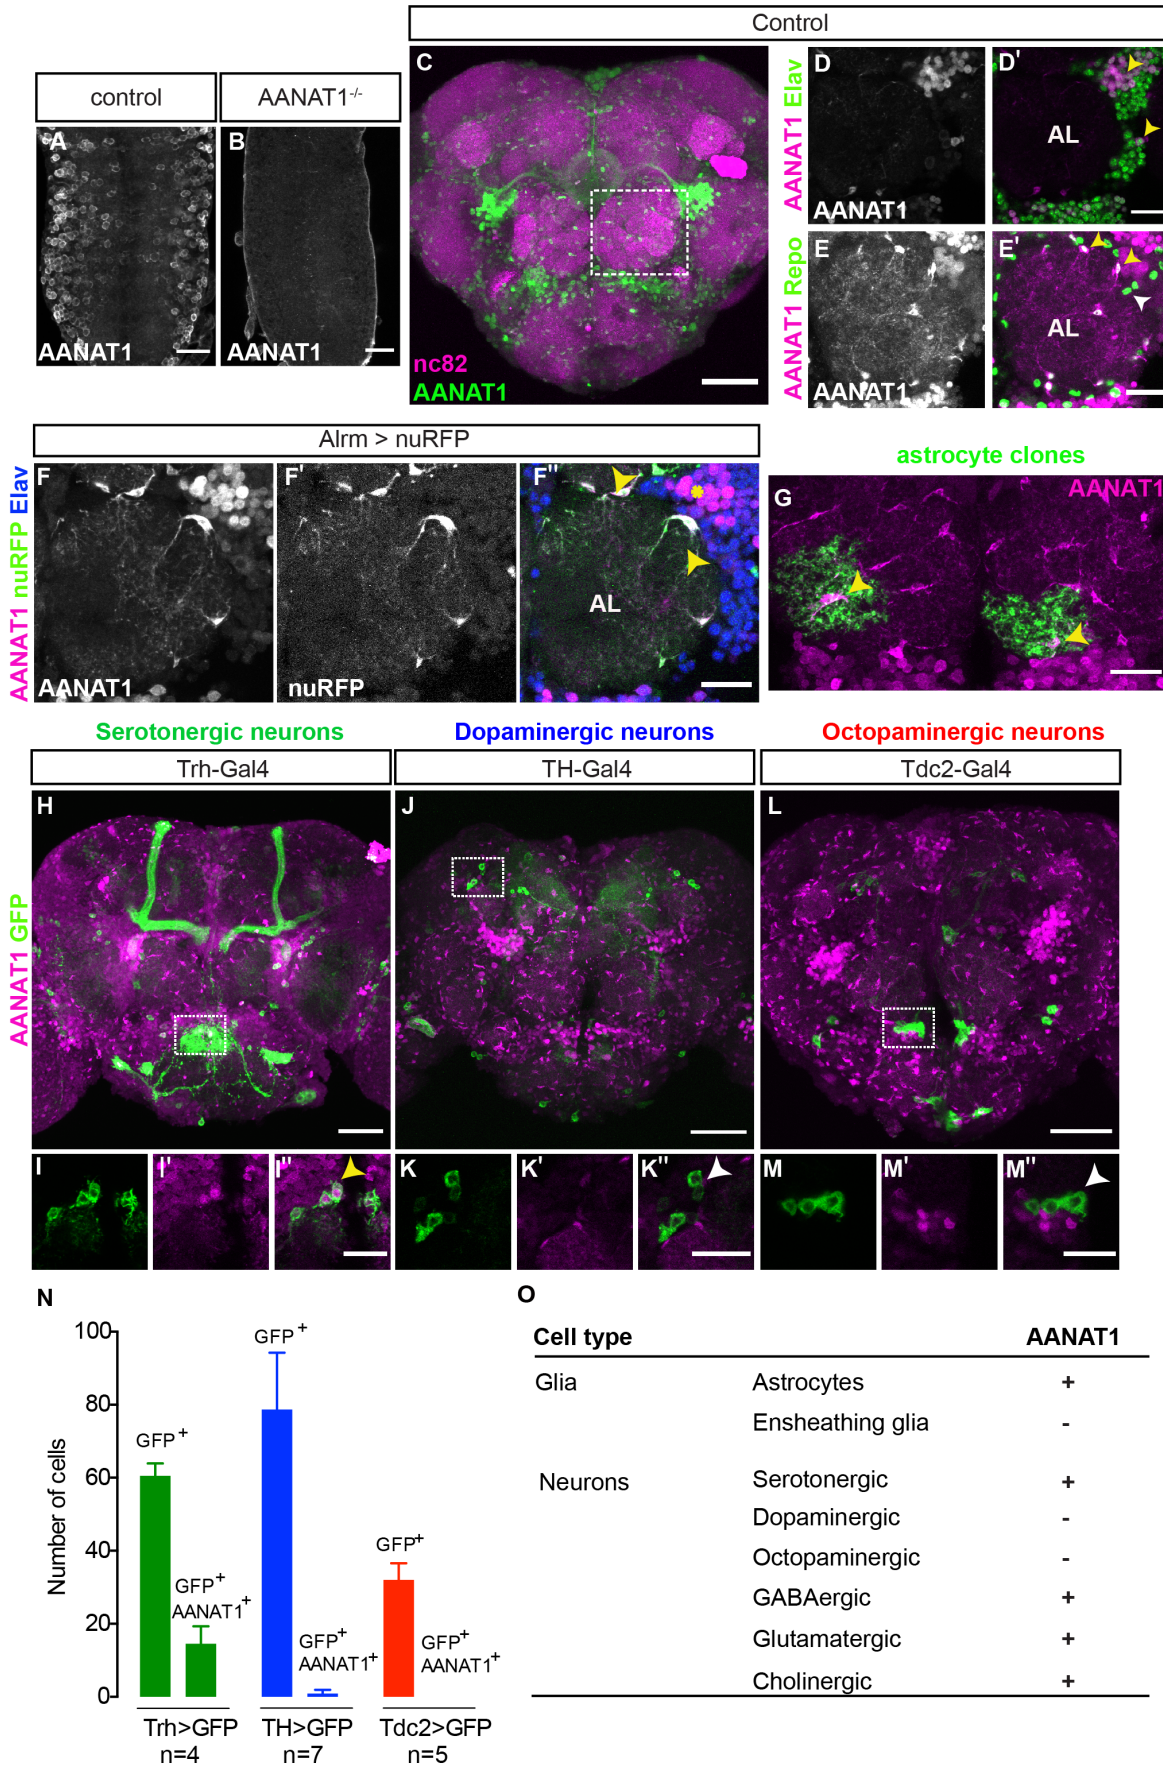 Control
control
AANAT1-/-
A
AANAT1
B
AANAT1
C
nc82
AANAT1
AANAT1 Elav
D
AANAT1
D'
AL
AANAT1 Repo
E
AANAT1
E'
AL
Alrm > nuRFP
AANAT1 nuRFP Elav
F
AANAT1
F'
nuRFP
F"
AL
astrocyte clones
G
AANAT1
Serotonergic neurons
Dopaminergic neurons
Octopaminergic neurons
Trh-Gal4
TH-Gal4
Tdc2-Gal4
AANAT1 GFP
H
J
L
I
I'
I"
K
K'
K"
M
M'
M"
N
Number of cells
100
80
60
40
20
0
GFP+
GFP+
AANAT1+
GFP+
GFP+
AANAT1+
GFP+
GFP+
AANAT1+
Trh>GFP
n=4
TH>GFP
n=7
Tdc2>GFP
n=5
O
Cell type AANAT1
Glia Astrocytes +
Ensheathing glia -
Neurons Serotonergic +
Dopaminergic -
Octopaminergic -
GABAergic +
Glutamatergic +
Cholinergic +